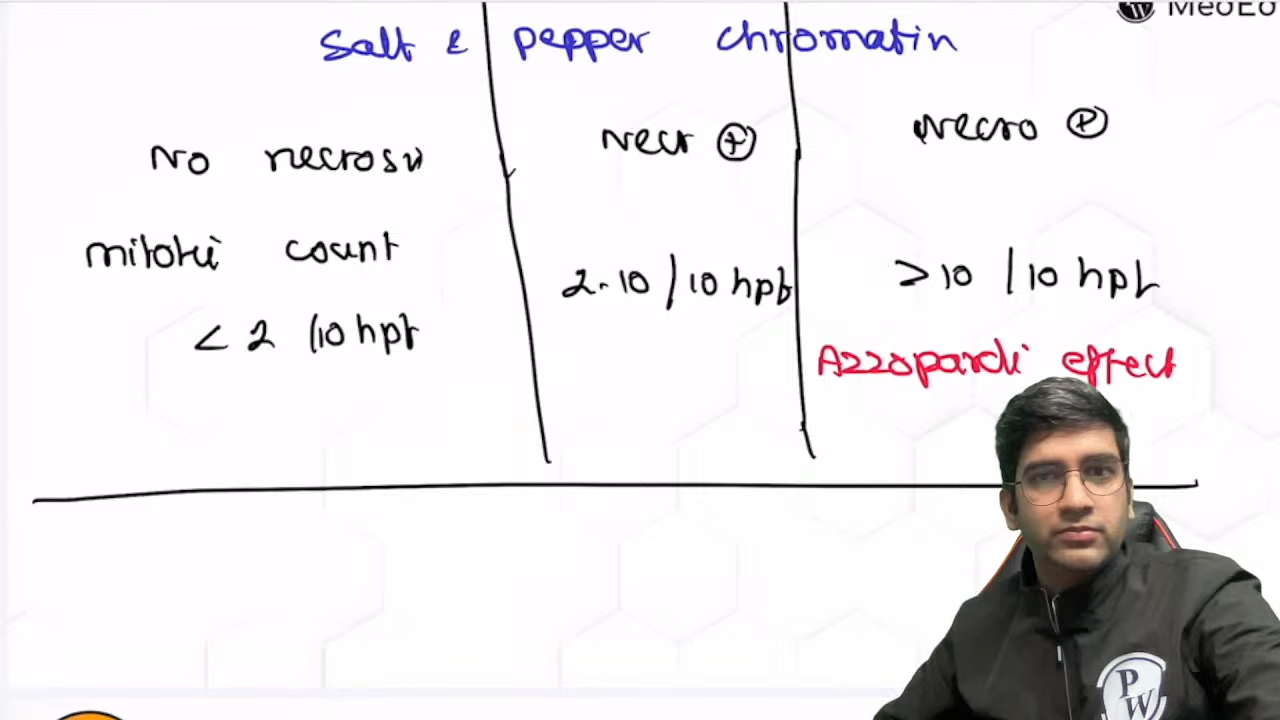 MedEd
Salt & pepper chromatin
No necrosis
Necr +
Necro +
mitotic count
< 2 /10 hpf
2-10 /10 hpf
>10 /10 hpf
Azzopardi effect
PW